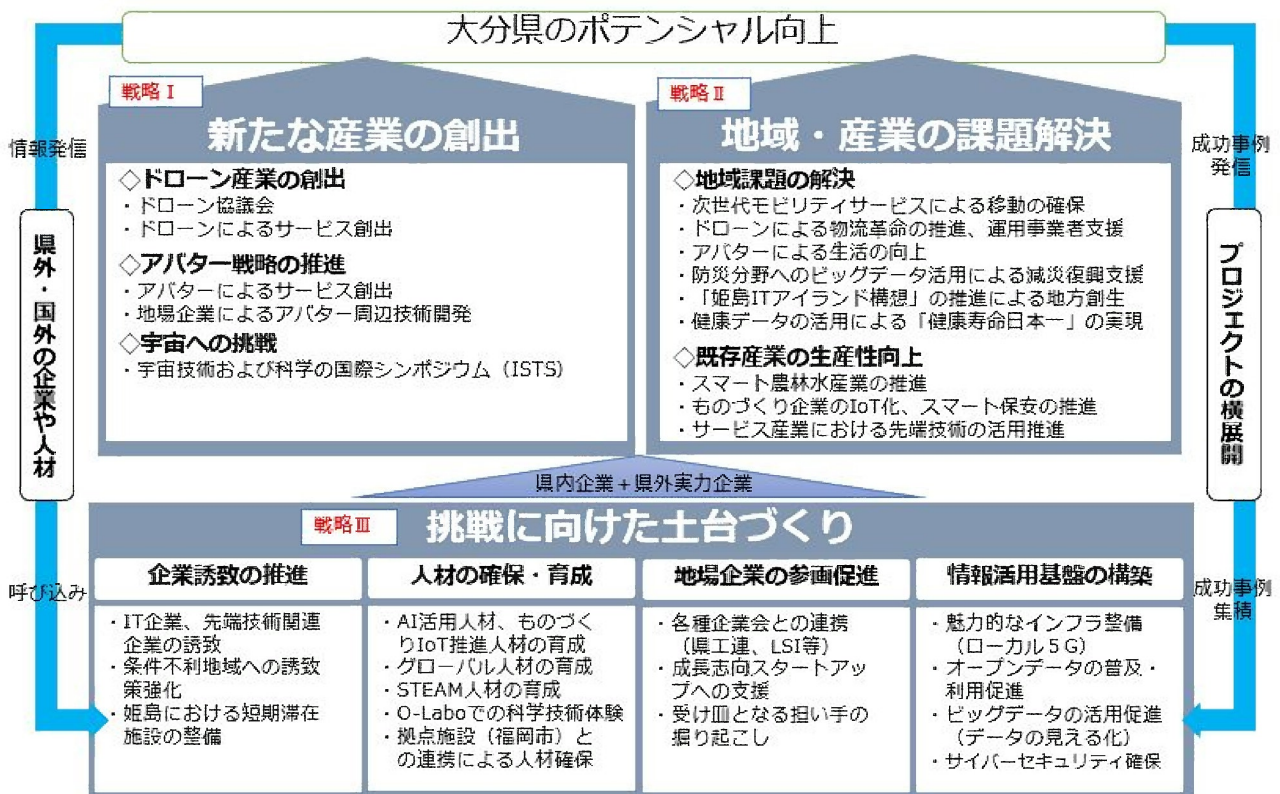 大分県のポテンシャル向上
戦略Ⅰ
新たな産業の創出
◇ドローン産業の創出
・ドローン協議会
・ドローンによるサービス創出
◇アバター戦略の推進
・アバターによるサービス創出
・地場企業によるアバター周辺技術開発
◇宇宙への挑戦
・宇宙技術および科学の国際シンポジウム（ISTS）
戦略Ⅱ
地域・産業の課題解決
◇地域課題の解決
・次世代モビリティサービスによる移動の確保
・ドローンによる物流革命の推進、運用事業者支援
・アバターによる生活の向上
・防災分野へのビッグデータ活用による減災復興支援
・「姫島ITアイランド構想」の推進による地方創生
・健康データの活用による「健康寿命日本一」の実現
◇既存産業の生産性向上
・スマート農林水産業の推進
・ものづくり企業のIoT化、スマート保安の推進
・サービス産業における先端技術の活用推進
情報発信
県外・国外の企業や人材
呼び込み
成功事例
発信
プロジェクトの横展開
成功事例
集積
県内企業＋県外実力企業
戦略Ⅲ
挑戦に向けた土台づくり
企業誘致の推進
・IT企業、先端技術関連
企業の誘致
・条件不利地域への誘致
策強化
・姫島における短期滞在
施設の整備
人材の確保・育成
・AI活用人材、ものづく
りIoT推進人材の育成
・グローバル人材の育成
・STEAM人材の育成
・O-Laboでの科学技術体験
・拠点施設（福岡市）と
の連携による人材確保
地場企業の参画促進
・各種企業会との連携
（県工連、LSI等）
・成長志向スタートアッ
プへの支援
・受け皿となる担い手の
掘り起こし
情報活用基盤の構築
・魅力的なインフラ整備
（ローカル５G）
・オープンデータの普及・
利用促進
・ビッグデータの活用促進
（データの見える化）
・サイバーセキュリティ確保